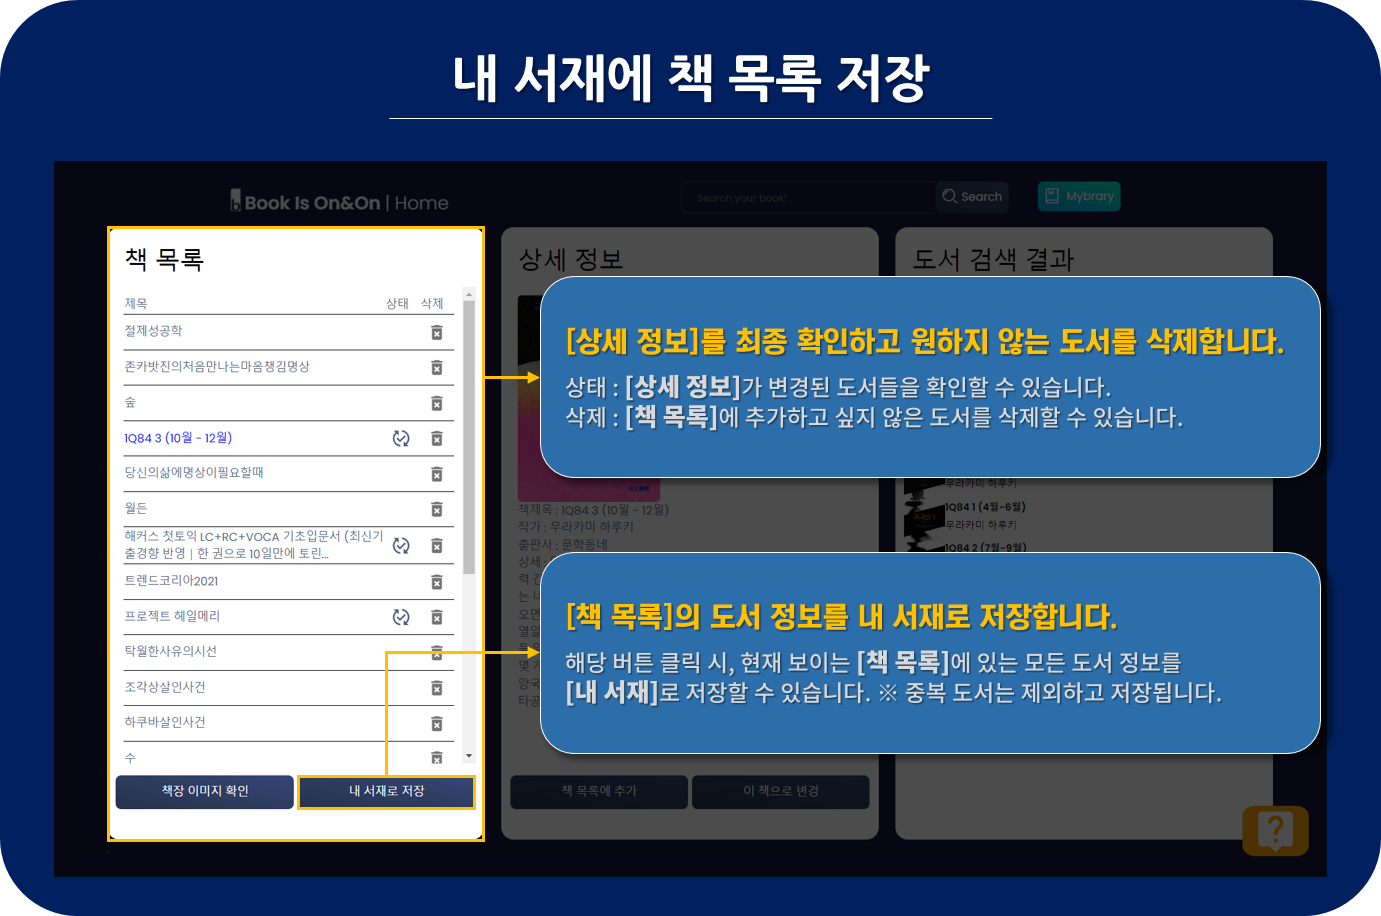 내 서재에 책 목록 저장
Book Is On&On | Home
Search your book!
Search
Mybrary
책 목록
제목 상태 삭제
절제성공학
존카밧진의처음만나는마음챙김명상
숲
1Q84 3 (10월 - 12월)
당신의삶에명상이필요할때
월든
해커스 첫토익 LC+RC+VOCA 기초입문서 (최신기
출경향 반영 | 한 권으로 10일만에 토린...
트렌드코리아2021
프로젝트 헤일메리
탁월한사유의시선
조각상살인사건
하쿠바살인사건
수
책장 이미지 확인
내 서재로 저장
상세 정보
책제목 : 1Q84 3 (10월 - 12월)
작가 : 무라카미 하루키
출판사 : 문학동네
상세 :
력 간
는 나
오면
열일
맞 가
양국
타공
책 목록에 추가
이 책으로 변경
도서 검색 결과
무라카미 하루키
1Q84 1 (4월-6월)
무라카미 하루키
1Q84 2 (7월-9월)
[상세 정보]를 최종 확인하고 원하지 않는 도서를 삭제합니다.
상태 : [상세 정보]가 변경된 도서들을 확인할 수 있습니다.
삭제 : [책 목록]에 추가하고 싶지 않은 도서를 삭제할 수 있습니다.
[책 목록]의 도서 정보를 내 서재로 저장합니다.
해당 버튼 클릭 시, 현재 보이는 [책 목록]에 있는 모든 도서 정보를
[내 서재]로 저장할 수 있습니다. ※ 중복 도서는 제외하고 저장됩니다.
?